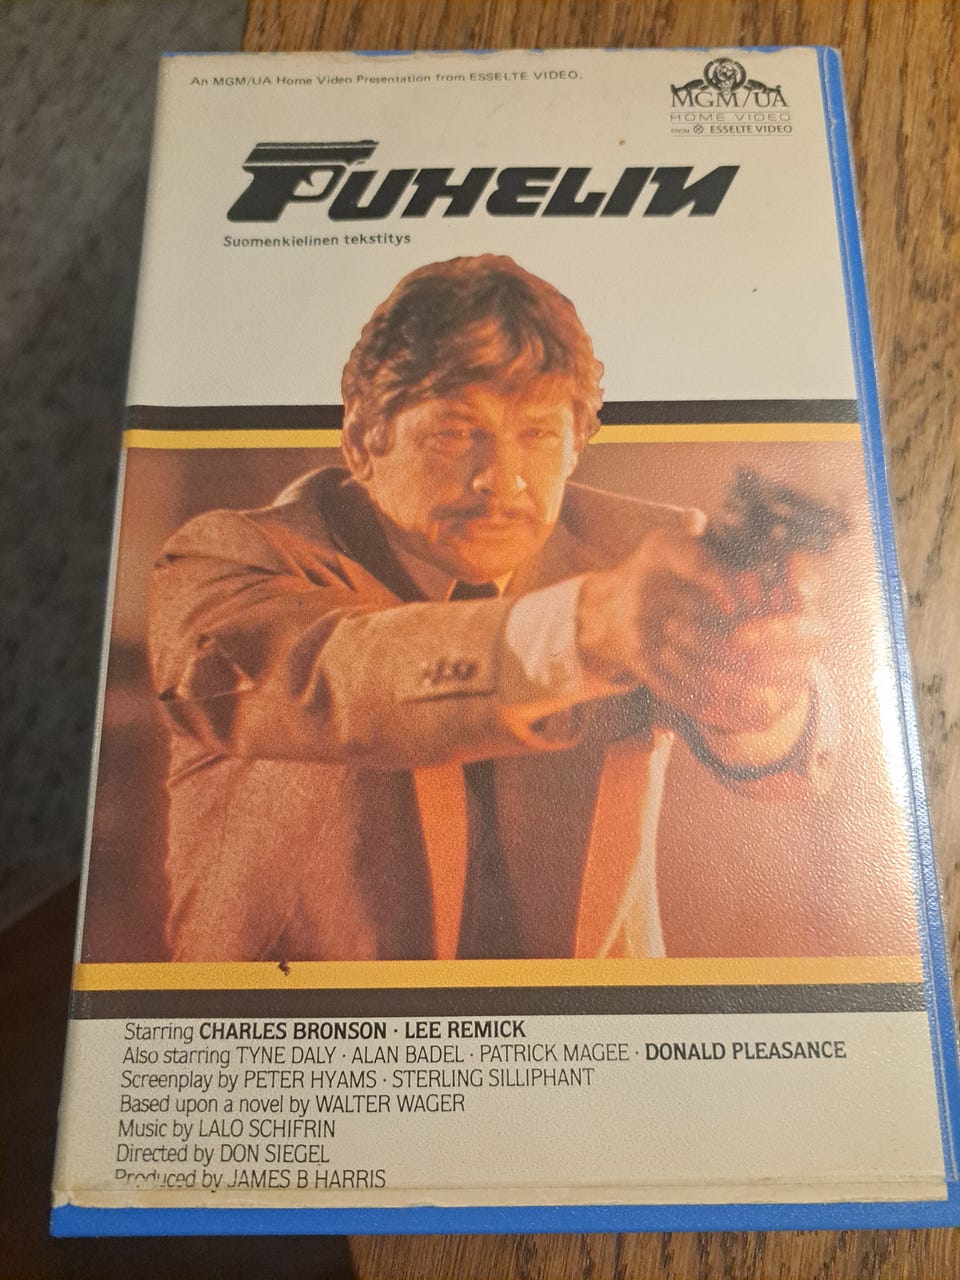 An MGM/UA Home Video Presentation from ESSELTE VIDEO.
MGM/UA
HOME VIDEO
FROM ESSELTE VIDEO
PUHELIN
Suomenkielinen tekstitys
Starring CHARLES BRONSON · LEE REMICK
Also starring TYNE DALY · ALAN BADEL · PATRICK MAGEE · DONALD PLEASANCE
Screenplay by PETER HYAMS · STERLING SILLIPHANT
Based upon a novel by WALTER WAGER
Music by LALO SCHIFRIN
Directed by DON SIEGEL
Produced by JAMES B HARRIS